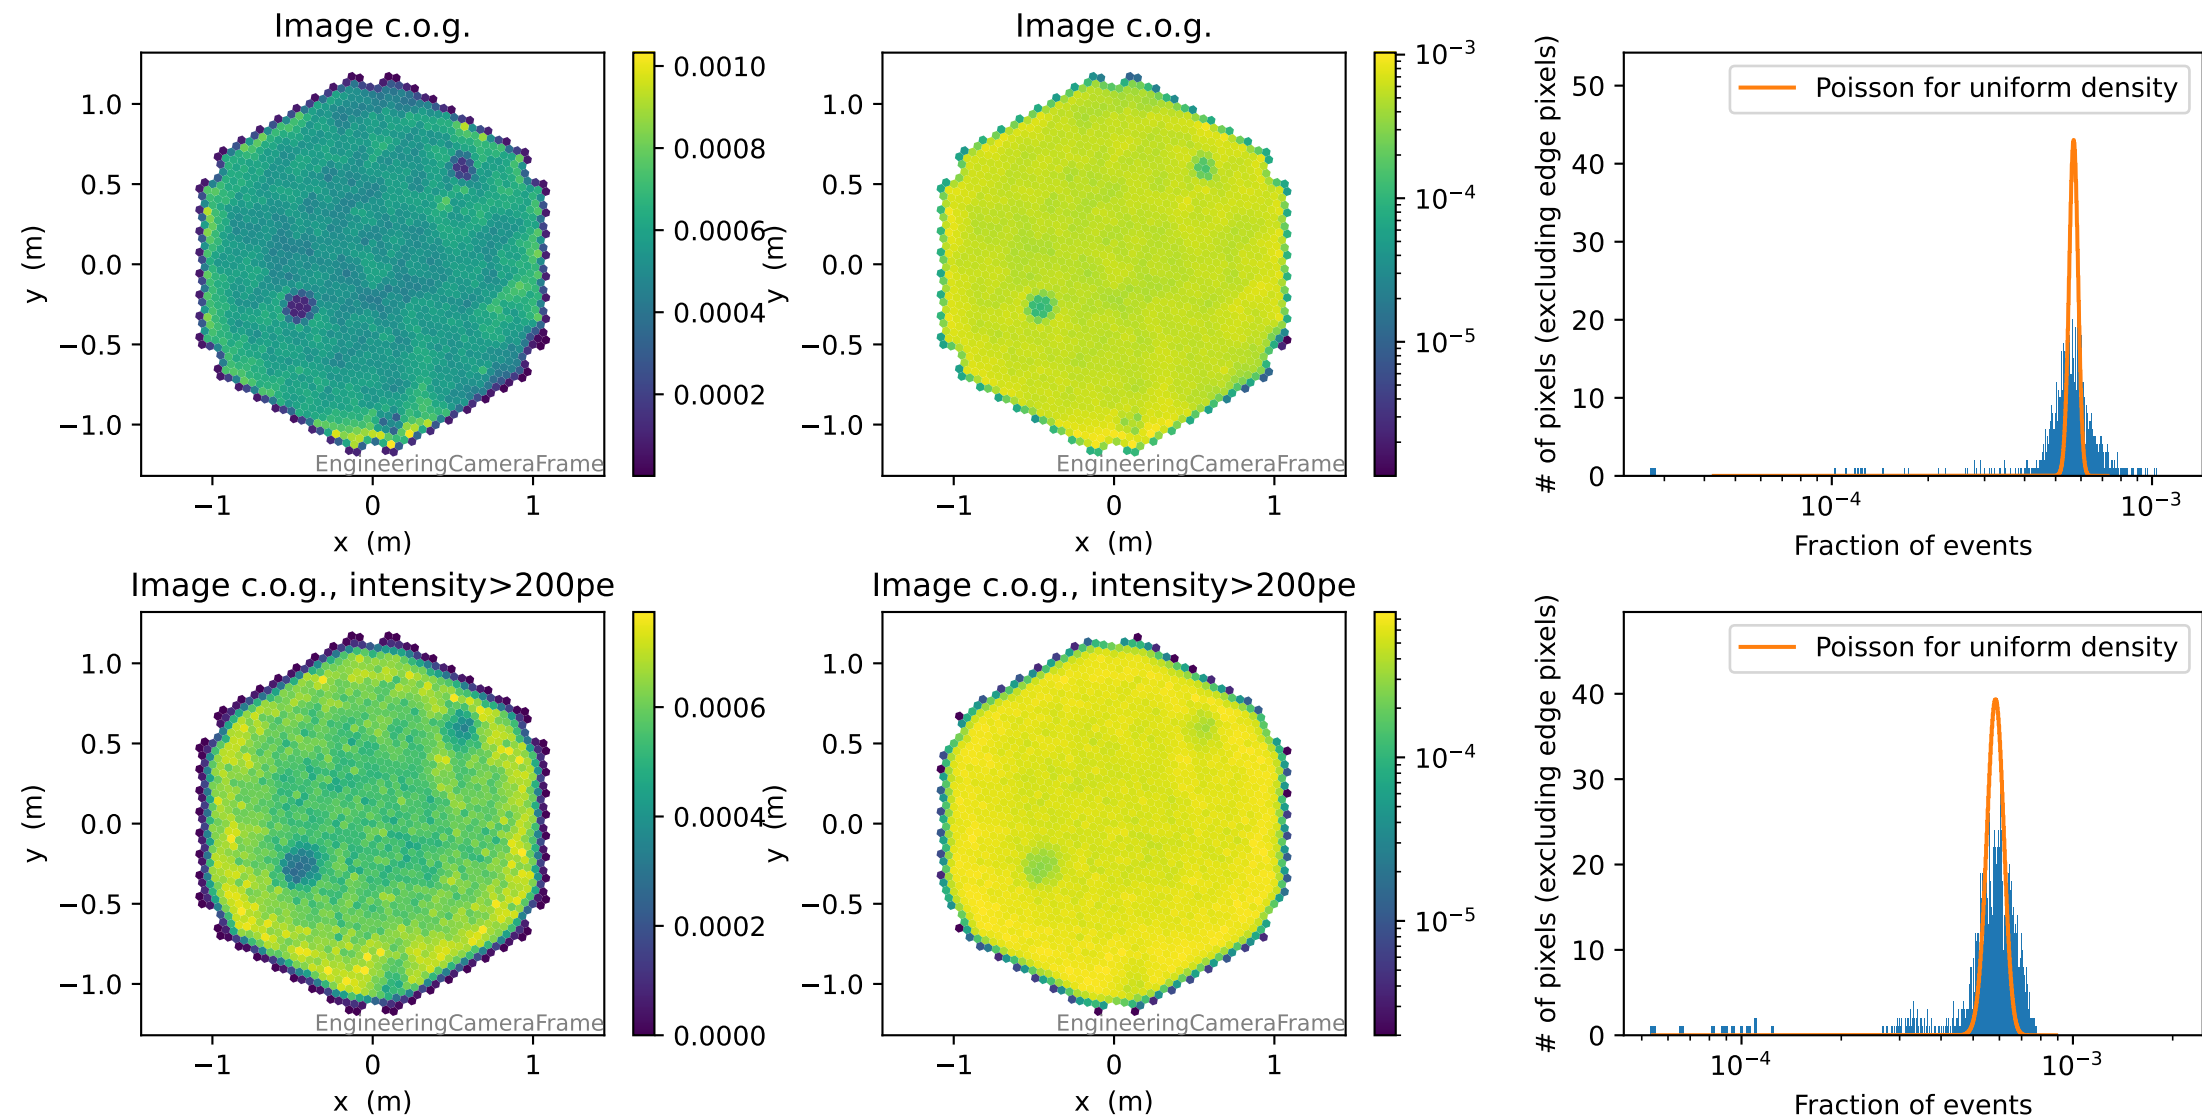 Image c.o.g.
y (m)
1.0
0.5
0.0
−0.5
−1.0
−1
0
1
x (m)
EngineeringCameraFrame
0.0010
0.0008
0.0006
0.0004
0.0002
Image c.o.g.
y (m)
1.0
0.5
0.0
−0.5
−1.0
−1
0
1
x (m)
EngineeringCameraFrame
10−3
10−4
10−5
# of pixels (excluding edge pixels)
50
40
30
20
10
0
Poisson for uniform density
10−4
10−3
Fraction of events
Image c.o.g., intensity>200pe
y (m)
1.0
0.5
0.0
−0.5
−1.0
−1
0
1
x (m)
EngineeringCameraFrame
0.0006
0.0004
0.0002
0.0000
Image c.o.g., intensity>200pe
y (m)
1.0
0.5
0.0
−0.5
−1.0
−1
0
1
x (m)
EngineeringCameraFrame
10−4
10−5
# of pixels (excluding edge pixels)
40
30
20
10
0
Poisson for uniform density
10−4
10−3
Fraction of events